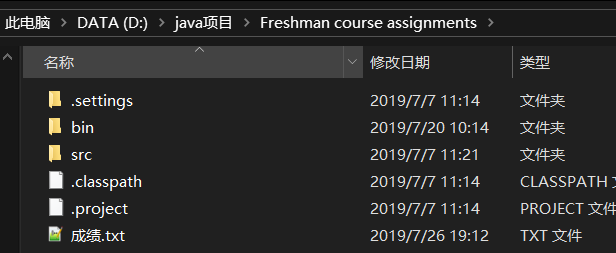 此电脑 > DATA (D:) > java项目 > Freshman course assignments >
名称 修改日期 类型
.settings 2019/7/7 11:14 文件夹
bin 2019/7/20 10:14 文件夹
src 2019/7/7 11:21 文件夹
.classpath 2019/7/7 11:14 CLASSPATH 文
.project 2019/7/7 11:14 PROJECT 文件
成绩.txt 2019/7/26 19:12 TXT 文件